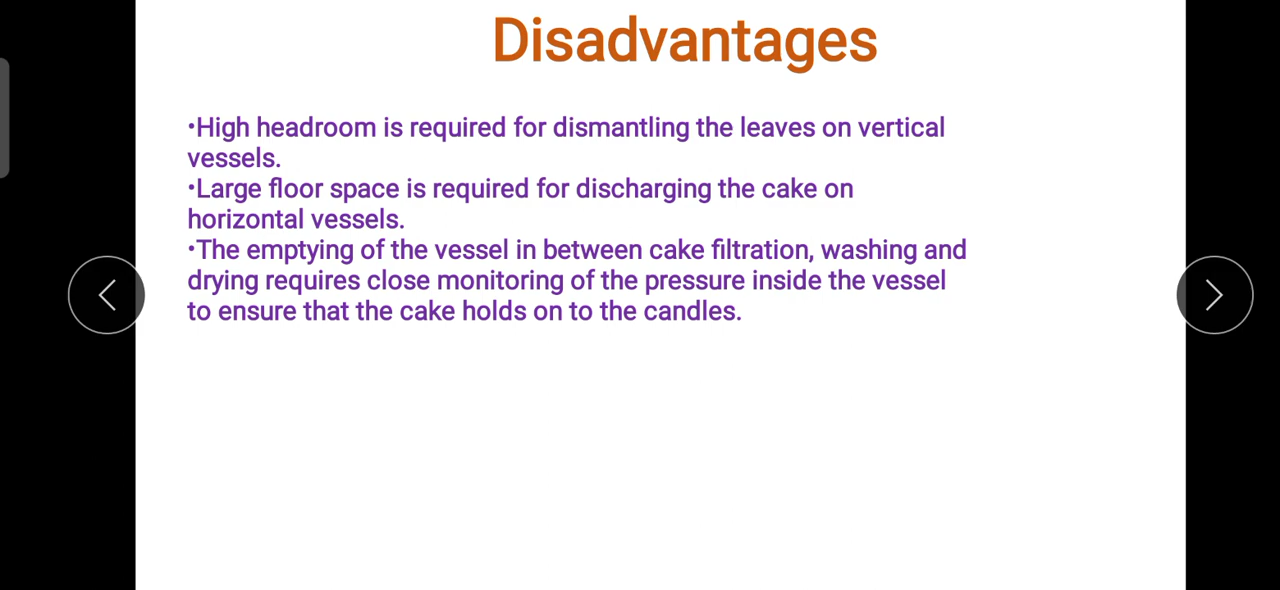 Disadvantages
•High headroom is required for dismantling the leaves on vertical
vessels.
•Large floor space is required for discharging the cake on
horizontal vessels.
•The emptying of the vessel in between cake filtration, washing and
drying requires close monitoring of the pressure inside the vessel
to ensure that the cake holds on to the candles.